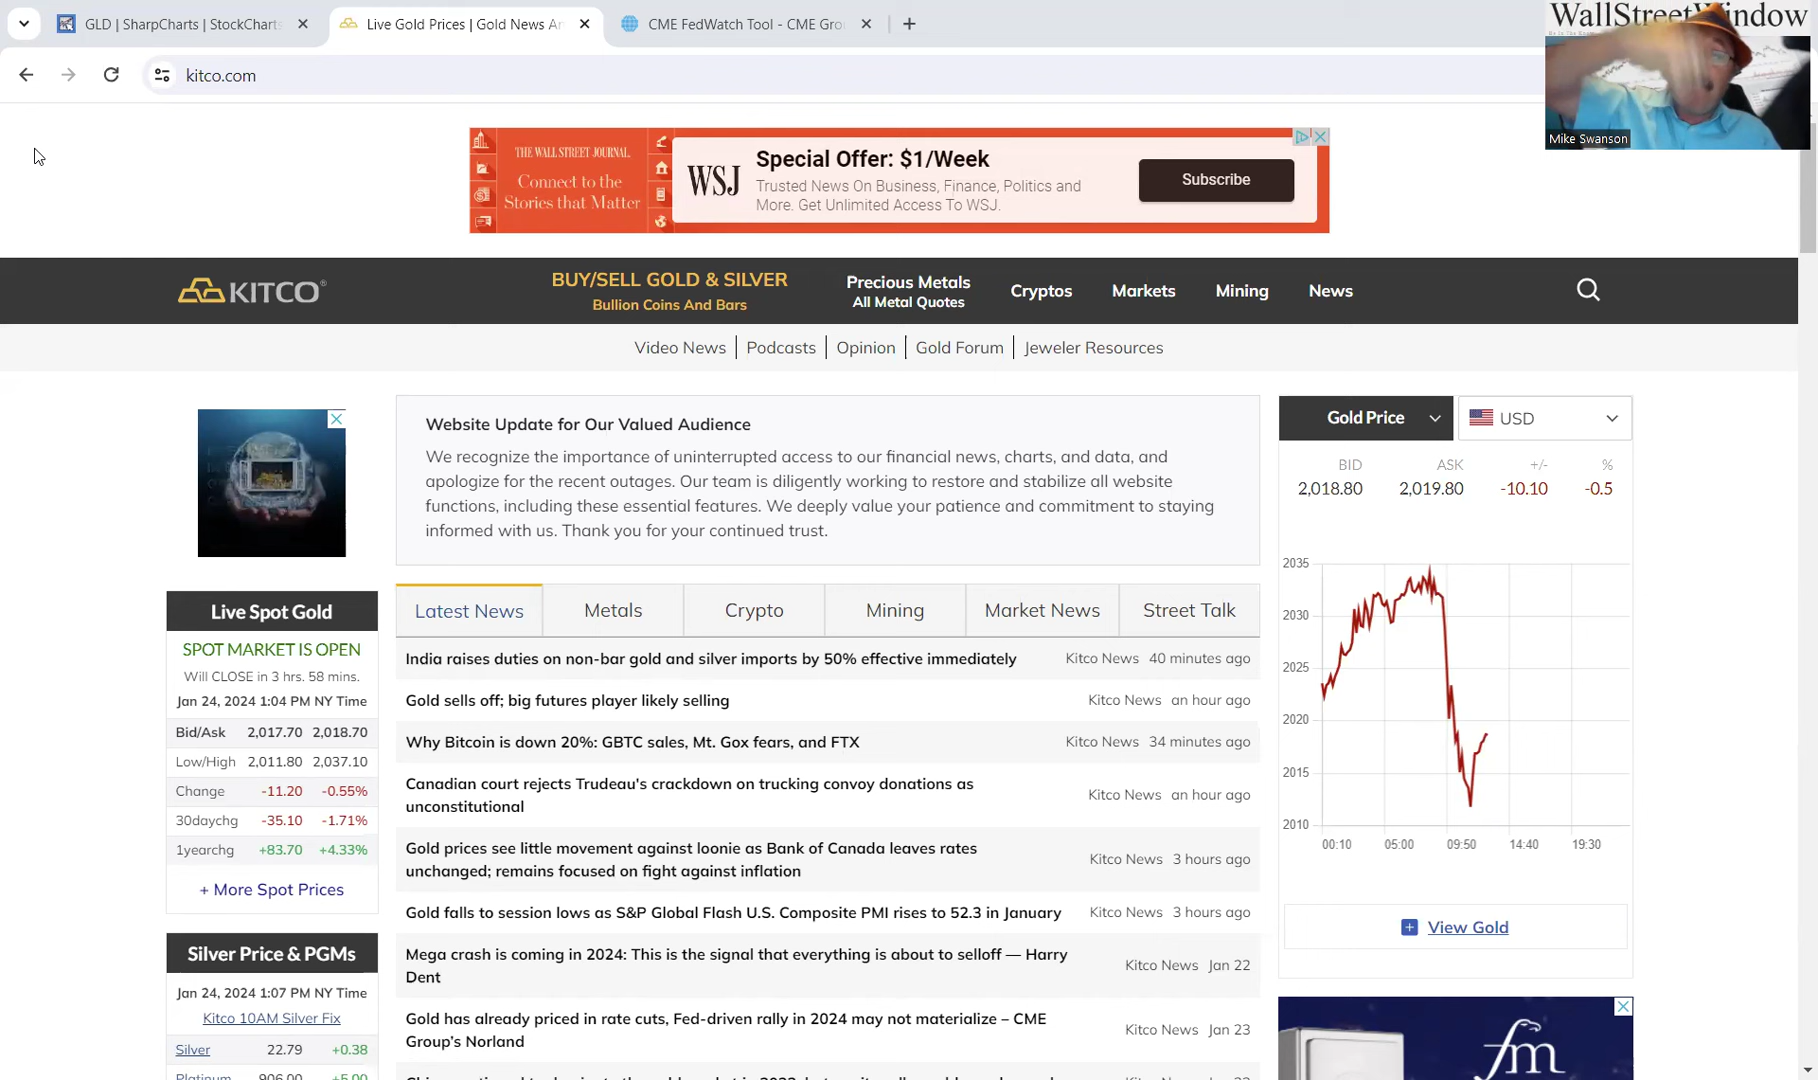 GLD | SharpCharts | StockCharts
Live Gold Prices | Gold News An
CME FedWatch Tool - CME Gro
WallStreetWindow
kitco.com
Mike Swanson
THE WALL STREET JOURNAL.
Connect to the
Stories that Matter
WSJ
Special Offer: $1/Week
Trusted News On Business, Finance, Politics and
More. Get Unlimited Access To WSJ.
Subscribe
KITCO
BUY/SELL GOLD & SILVER
Bullion Coins And Bars
Precious Metals
All Metal Quotes
Cryptos
Markets
Mining
News
Video News
Podcasts
Opinion
Gold Forum
Jeweler Resources
Website Update for Our Valued Audience
We recognize the importance of uninterrupted access to our financial news, charts, and data, and
apologize for the recent outages. Our team is diligently working to restore and stabilize all website
functions, including these essential features. We deeply value your patience and commitment to staying
informed with us. Thank you for your continued trust.
Gold Price
USD
BID ASK +/- %
2,018.80 2,019.80 -10.10 -0.5
2035
2030
2025
2020
2015
2010
00:10 05:00 09:50 14:40 19:30
View Gold
Live Spot Gold
SPOT MARKET IS OPEN
Will CLOSE in 3 hrs. 58 mins.
Jan 24, 2024 1:04 PM NY Time
Bid/Ask 2,017.70 2,018.70
Low/High 2,011.80 2,037.10
Change -11.20 -0.55%
30daychg -35.10 -1.71%
1yearchg +83.70 +4.33%
+ More Spot Prices
Silver Price & PGMs
Jan 24, 2024 1:07 PM NY Time
Kitco 10AM Silver Fix
Silver 22.79 +0.38
Platinum 906.00 +5.00
Latest News
Metals
Crypto
Mining
Market News
Street Talk
India raises duties on non-bar gold and silver imports by 50% effective immediately Kitco News 40 minutes ago
Gold sells off; big futures player likely selling Kitco News an hour ago
Why Bitcoin is down 20%: GBTC sales, Mt. Gox fears, and FTX Kitco News 34 minutes ago
Canadian court rejects Trudeau's crackdown on trucking convoy donations as
unconstitutional
Kitco News an hour ago
Gold prices see little movement against loonie as Bank of Canada leaves rates
unchanged; remains focused on fight against inflation
Kitco News 3 hours ago
Gold falls to session lows as S&P Global Flash U.S. Composite PMI rises to 52.3 in January Kitco News 3 hours ago
Mega crash is coming in 2024: This is the signal that everything is about to selloff — Harry
Dent
Kitco News Jan 22
Gold has already priced in rate cuts, Fed-driven rally in 2024 may not materialize – CME
Group's Norland
Kitco News Jan 23
fm